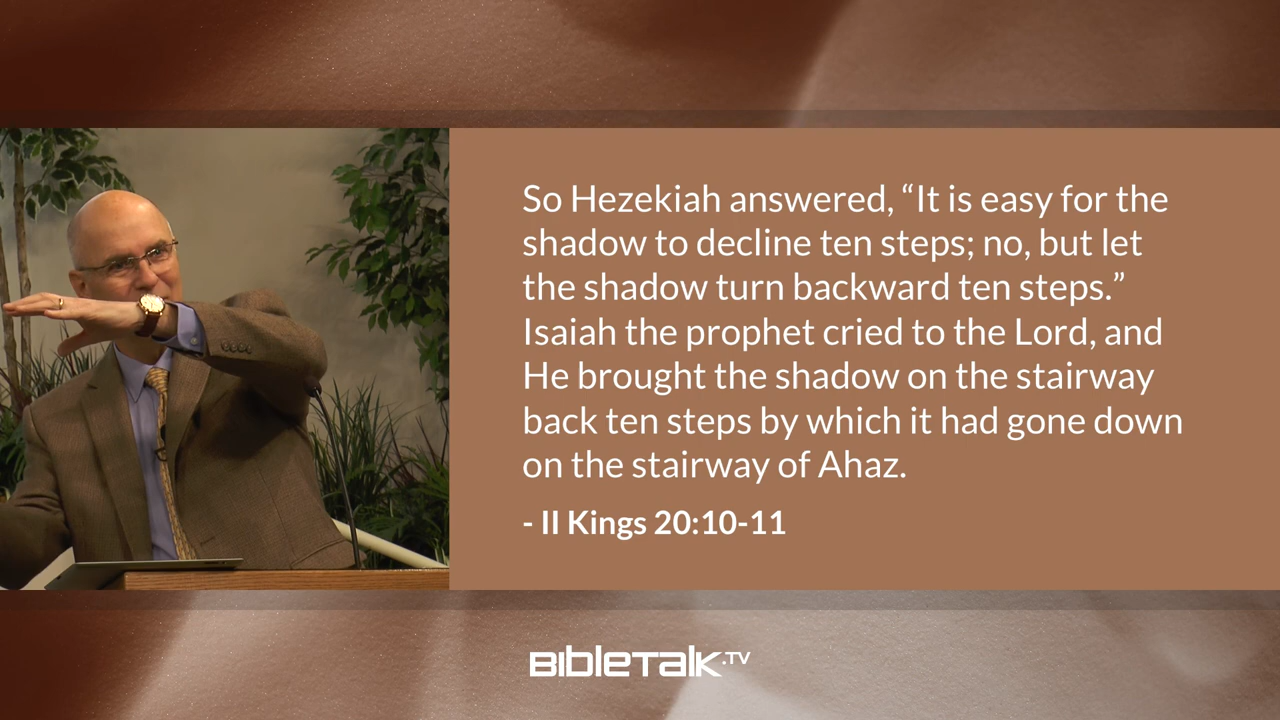 So Hezekiah answered, “It is easy for the
shadow to decline ten steps; no, but let
the shadow turn backward ten steps.”
Isaiah the prophet cried to the Lord, and
He brought the shadow on the stairway
back ten steps by which it had gone down
on the stairway of Ahaz.
- II Kings 20:10-11
BibleTalk.TV